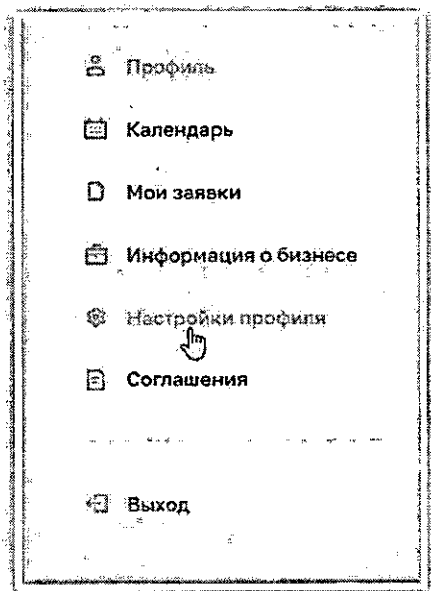 Профиль
Календарь
Мои заявки
Информация о бизнесе
Настройки профиля
Соглашения
Выход